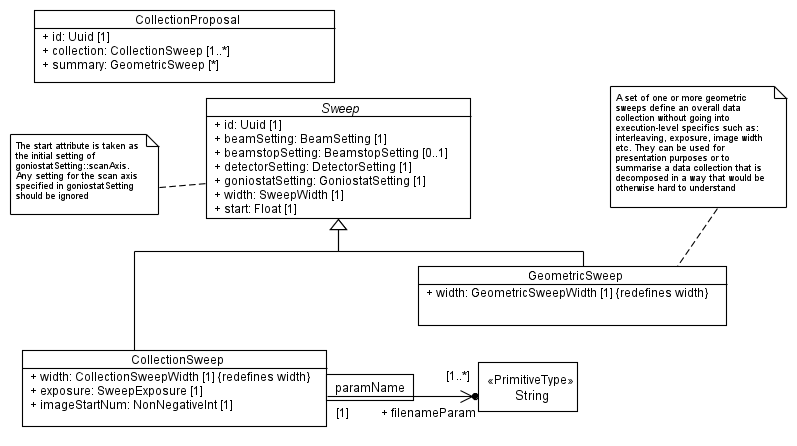 CollectionProposal
+ id: Uuid [1]
+ collection: CollectionSweep [1..*]
+ summary: GeometricSweep [*]
Sweep
+ id: Uuid [1]
+ beamSetting: BeamSetting [1]
+ beamstopSetting: BeamstopSetting [0..1]
+ detectorSetting: DetectorSetting [1]
+ goniostatSetting: GoniostatSetting [1]
+ width: SweepWidth [1]
+ start: Float [1]
The start attribute is taken as
the initial setting of
goniostatSetting::scanAxis.
Any setting for the scan axis
specified in goniostatSetting
should be ignored
A set of one or more geometric
sweeps define an overall data
collection without going into
execution-level specifics such as:
interleaving, exposure, image width
etc. They can be used for
presentation purposes or to
summarise a data collection that is
decomposed in a way that would be
otherwise hard to understand
GeometricSweep
+ width: GeometricSweepWidth [1] {redefines width}
CollectionSweep
+ width: CollectionSweepWidth [1] {redefines width}
+ exposure: SweepExposure [1]
+ imageStartNum: NonNegativeInt [1]
paramName
[1]
[1..*]
+ filenameParam
«PrimitiveType»
String